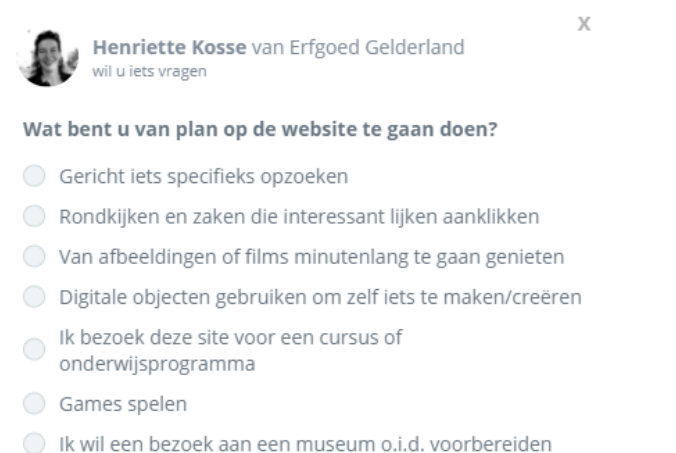 X
Henriette Kosse van Erfgoed Gelderland
wil u iets vragen
Wat bent u van plan op de website te gaan doen?
Gericht iets specifieks opzoeken
Rondkijken en zaken die interessant lijken aanklikken
Van afbeeldingen of films minutenlang te gaan genieten
Digitale objecten gebruiken om zelf iets te maken/creëren
Ik bezoek deze site voor een cursus of
onderwijsprogramma
Games spelen
Ik wil een bezoek aan een museum o.i.d. voorbereiden